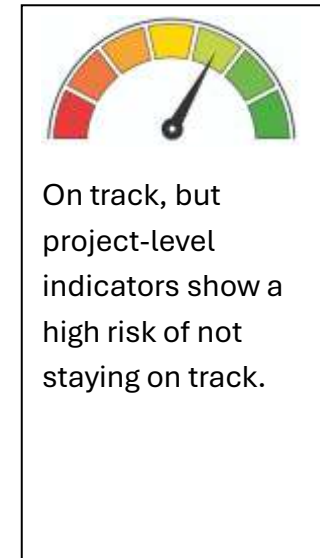 On track, but
project-level
indicators show a
high risk of not
staying on track.